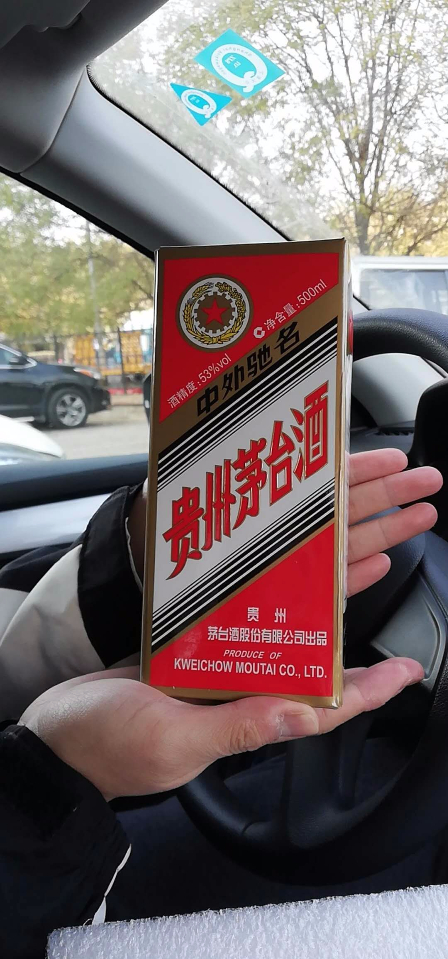 净含量:500ml
酒精度:53%vol
中外驰名
贵州茅台酒
贵 州
茅台酒股份有限公司出品
PRODUCE OF
KWEICHOW MOUTAI CO., LTD.